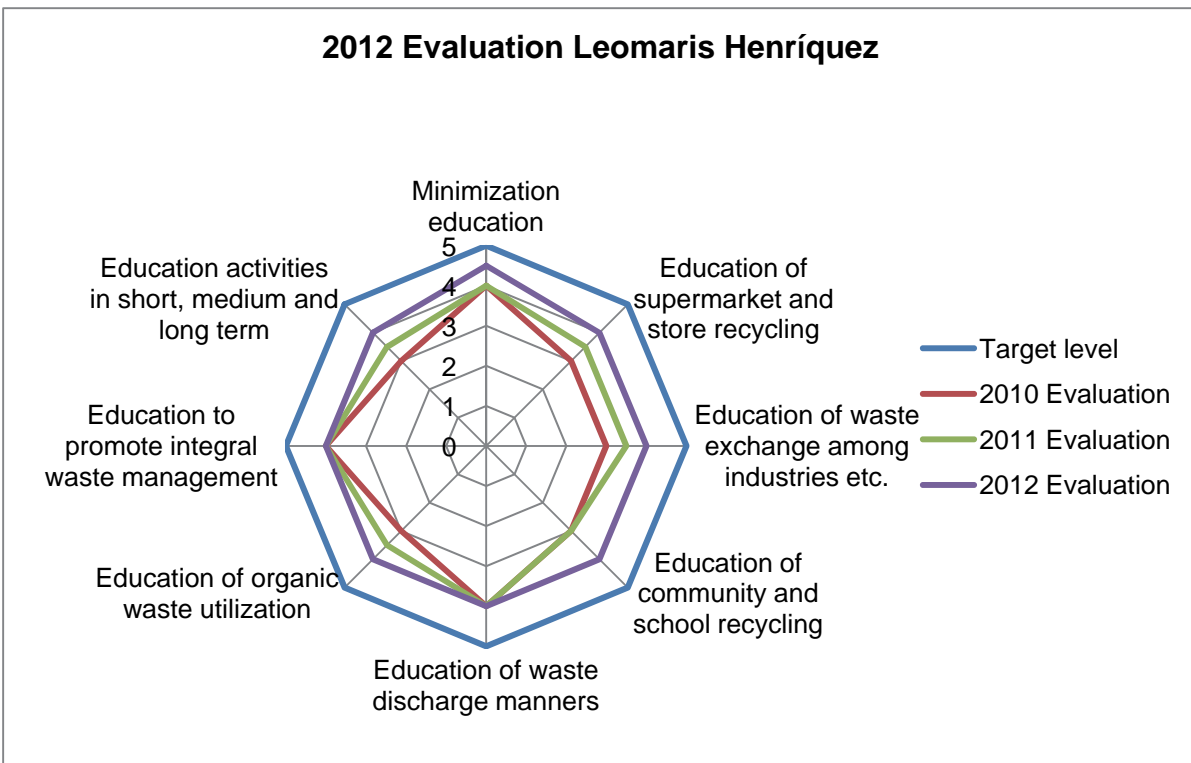 2012 Evaluation Leomaris Henríquez
Minimization
education
Education of
supermarket and
store recycling
Education of waste
exchange among
industries etc.
Education of
community and
school recycling
Education of waste
discharge manners
Education of organic
waste utilization
Education to
promote integral
waste management
Education activities
in short, medium and
long term
5
4
3
2
1
0
Target level
2010 Evaluation
2011 Evaluation
2012 Evaluation